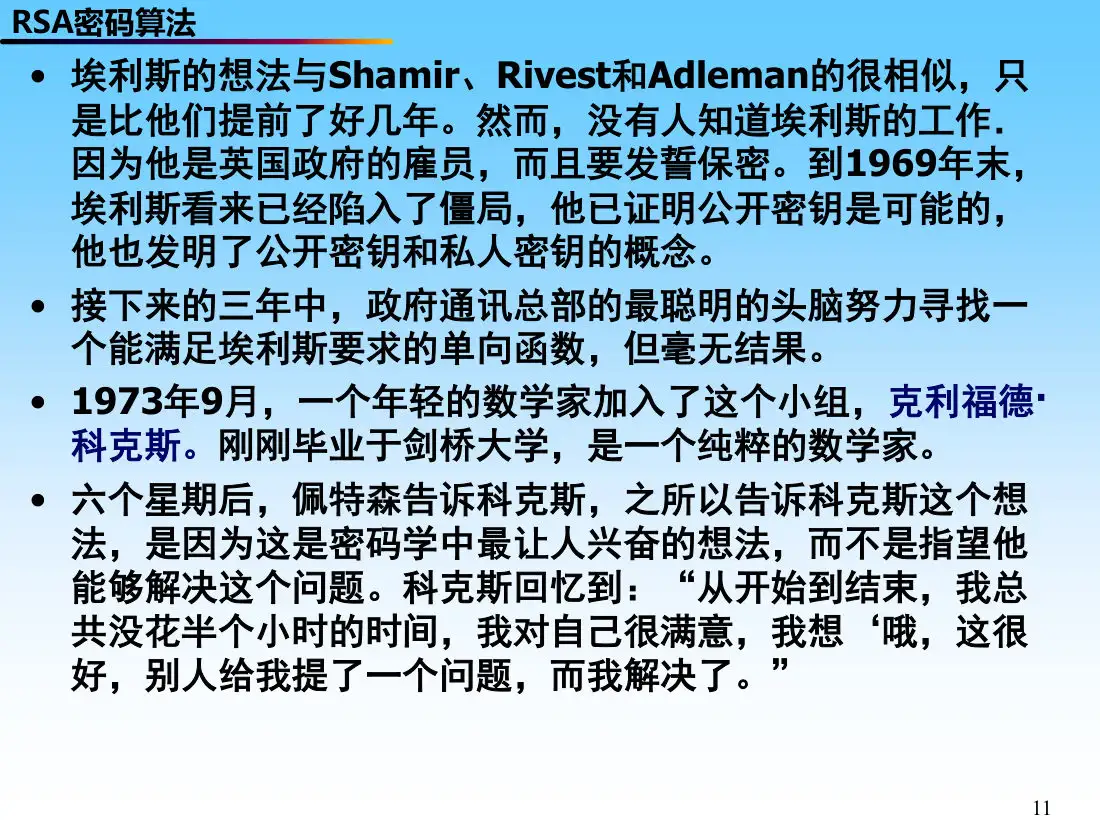 RSA密码算法
• 埃利斯的想法与Shamir、Rivest和Adleman的很相似，只
是比他们提前了好几年。然而，没有人知道埃利斯的工作．
因为他是英国政府的雇员，而且要发誓保密。到1969年末，
埃利斯看来已经陷入了僵局，他已证明公开密钥是可能的，
他也发明了公开密钥和私人密钥的概念。
• 接下来的三年中，政府通讯总部的最聪明的头脑努力寻找一
个能满足埃利斯要求的单向函数，但毫无结果。
• 1973年9月，一个年轻的数学家加入了这个小组，克利福德·
科克斯。刚刚毕业于剑桥大学，是一个纯粹的数学家。
• 六个星期后，佩特森告诉科克斯，之所以告诉科克斯这个想
法，是因为这是密码学中最让人兴奋的想法，而不是指望他
能够解决这个问题。科克斯回忆到：“从开始到结束，我总
共没花半个小时的时间，我对自己很满意，我想‘哦，这很
好，别人给我提了一个问题，而我解决了。”
11